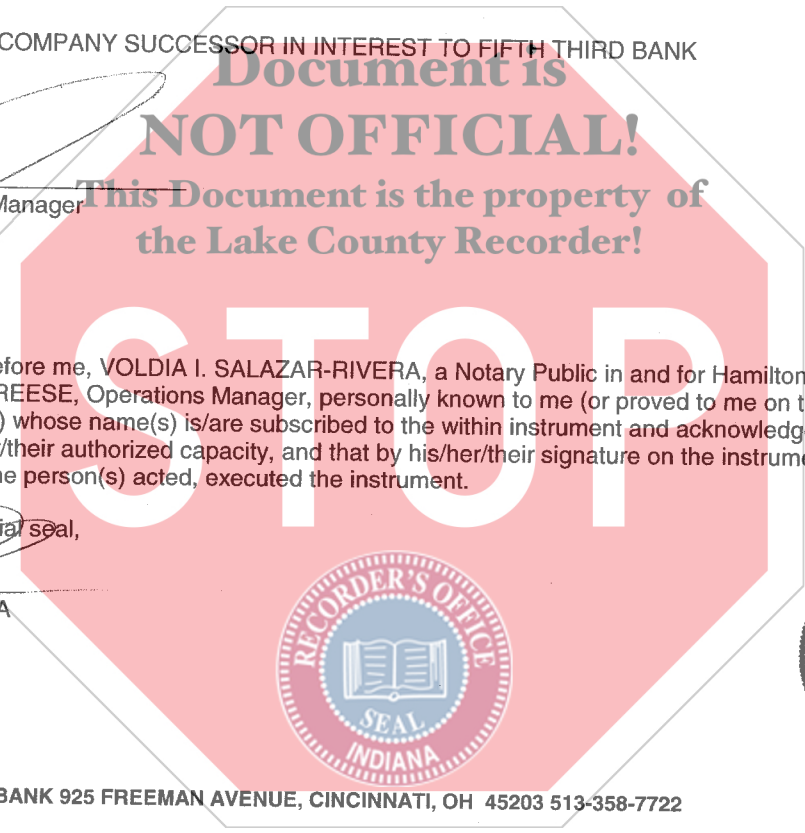 COMPANY SUCCESSOR IN INTEREST TO FIFTH THIRD BANK
Document is
NOT OFFICIAL!
This Document is the property of
Manager
the Lake County Recorder!
STOP
efore me, VOLDIA I. SALAZAR-RIVERA, a Notary Public in and for Hamilton
REESE, Operations Manager, personally known to me (or proved to me on t
) whose name(s) is/are subscribed to the within instrument and acknowledg
/their authorized capacity, and that by his/her/their signature on the instrume
ne person(s) acted, executed the instrument.
ial seal,
A
RECORDER'S OFFICE
SEAL
INDIANA
BANK 925 FREEMAN AVENUE, CINCINNATI, OH 45203 513-358-7722